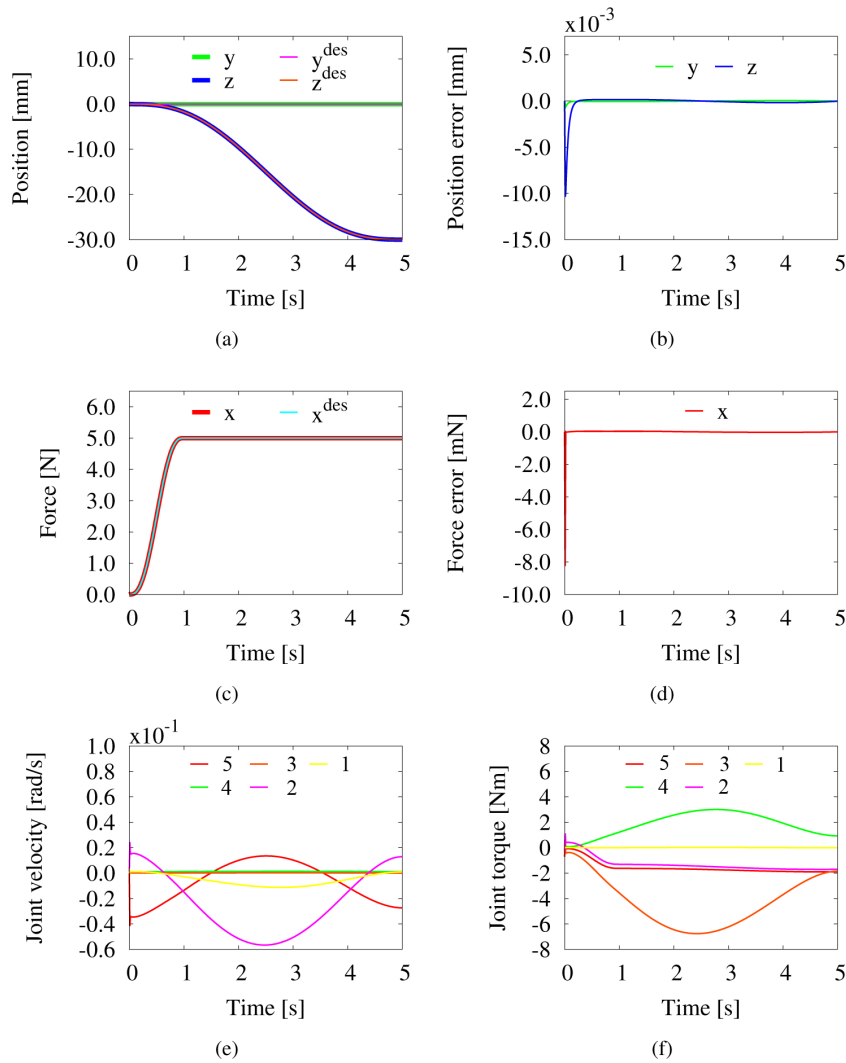 10.0
0.0
-10.0
-20.0
-30.0
Position [mm]
y
z
y^des
z^des
0 1 2 3 4 5
Time [s]
(a)
x10^-3
5.0
0.0
-5.0
-10.0
-15.0
Position error [mm]
y z
0 1 2 3 4 5
Time [s]
(b)
6.0
5.0
4.0
3.0
2.0
1.0
0.0
Force [N]
x x^des
0 1 2 3 4 5
Time [s]
(c)
2.0
0.0
-2.0
-4.0
-6.0
-8.0
-10.0
Force error [mN]
x
0 1 2 3 4 5
Time [s]
(d)
x10^-1
1.0
0.8
0.6
0.4
0.2
0.0
-0.2
-0.4
-0.6
Joint velocity [rad/s]
5 3 1
4 2
0 1 2 3 4 5
Time [s]
(e)
8
6
4
2
0
-2
-4
-6
-8
Joint torque [Nm]
5 3 1
4 2
0 1 2 3 4 5
Time [s]
(f)